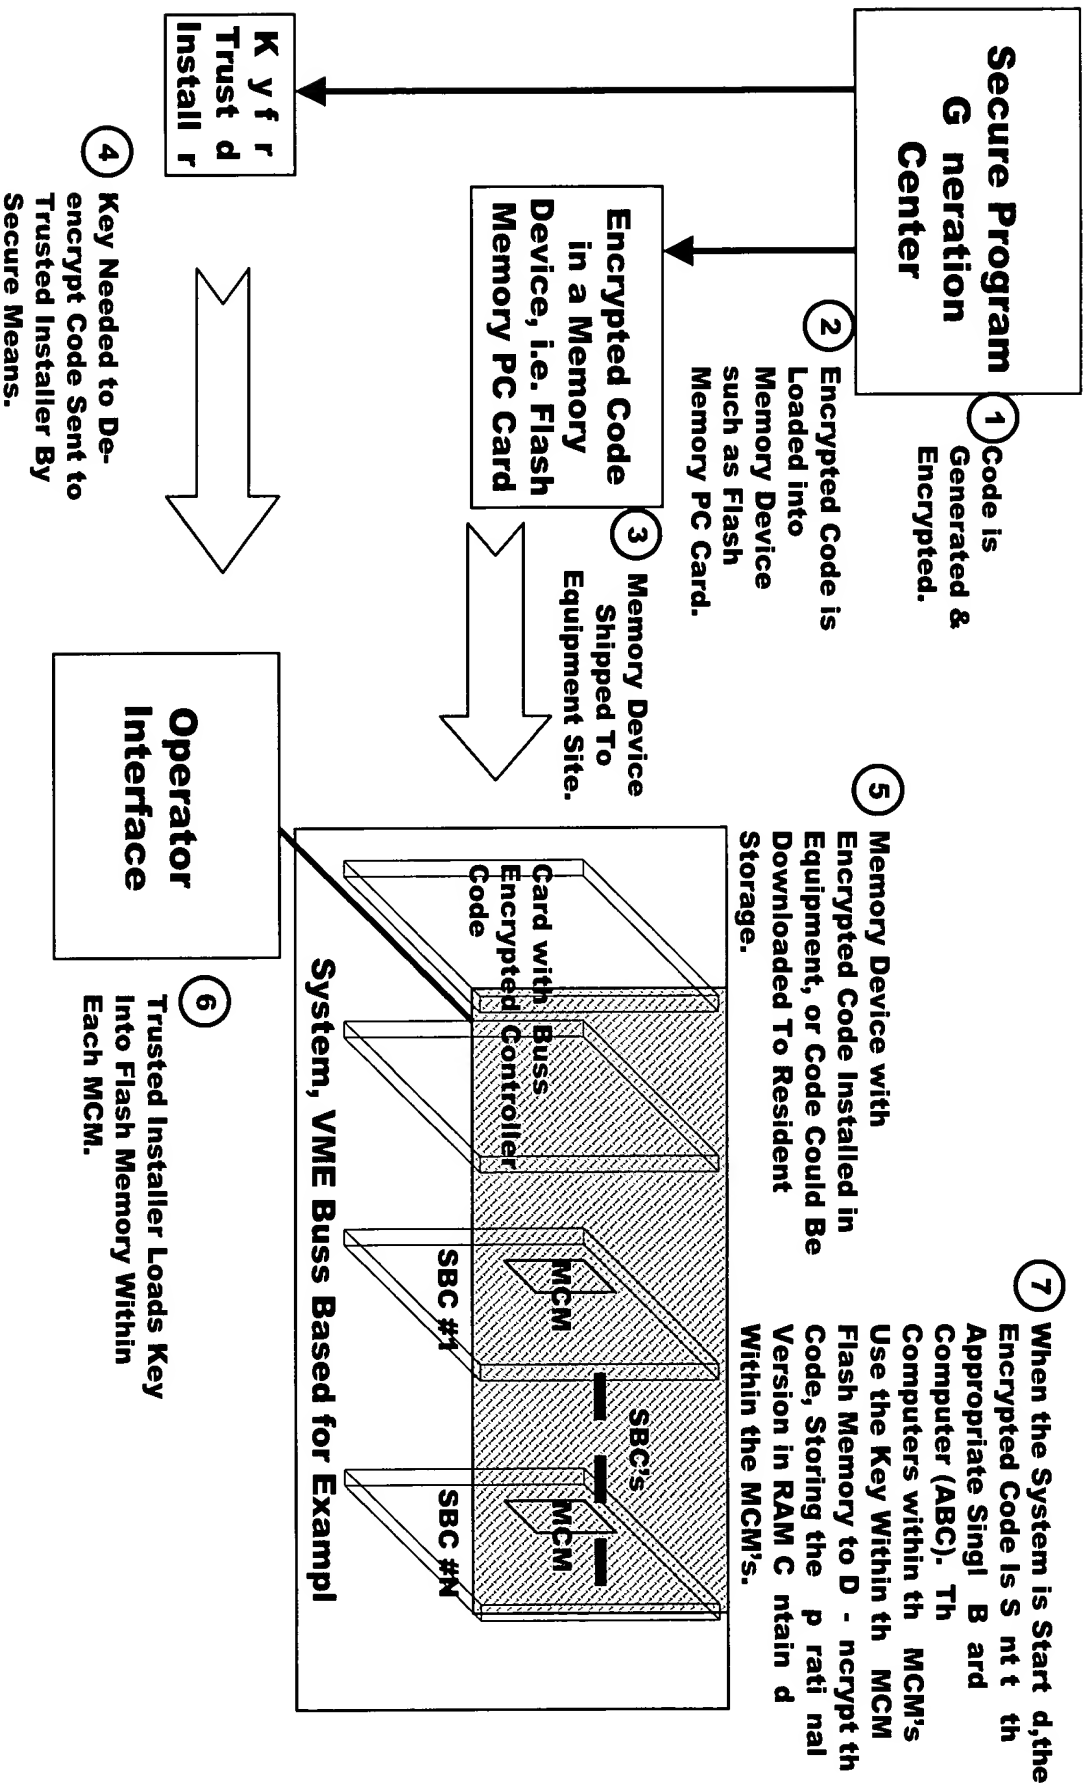 Secure Program
G neration
Center
1
Code is
Generated &
Encrypted.
2
Encrypted Code is
Loaded into
Memory Device
such as Flash
Memory PC Card.
K y f r
Trust d
Install r
Encrypted Code
in a Memory
Device, i.e. Flash
Memory PC Card
3
Memory Device
Shipped To
Equipment Site.
4
Key Needed to De-
encrypt Code Sent to
Trusted Installer By
Secure Means.
5
Memory Device with
Encrypted Code Installed in
Equipment, or Code Could Be
Downloaded To Resident
Storage.
Operator
Interface
6
Trusted Installer Loads Key
Into Flash Memory Within
Each MCM.
Card with
Encrypted
Code
Buss
Controller
MCM
SBC #1
SBC's
MCM
SBC #N
System, VME Buss Based for Exampl
7
When the System is Start d,the
Encrypted Code Is S nt t th
Appropriate Singl B ard
Computer (ABC). Th
Computers within th MCM's
Use the Key Within th MCM
Flash Memory to D - ncrypt th
Code, Storing the p rati nal
Version in RAM C ntain d
Within the MCM's.